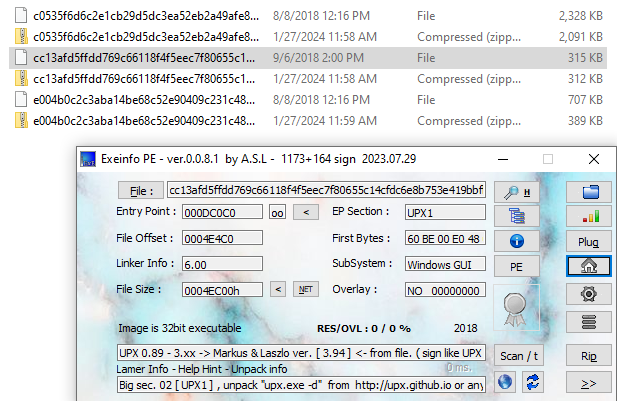 c0535f6d6c2e1cb29d5dc3ea52eb2a49afe8... 8/8/2018 12:16 PM File 2,328 KB
c0535f6d6c2e1cb29d5dc3ea52eb2a49afe8... 1/27/2024 11:58 AM Compressed (zipp... 2,091 KB
cc13afd5ffdd769c66118f4f5eec7f80655c1... 9/6/2018 2:00 PM File 315 KB
cc13afd5ffdd769c66118f4f5eec7f80655c1... 1/27/2024 11:58 AM Compressed (zipp... 312 KB
e004b0c2c3aba14be68c52e90409c231c48... 8/8/2018 12:16 PM File 707 KB
e004b0c2c3aba14be68c52e90409c231c48... 1/27/2024 11:59 AM Compressed (zipp... 389 KB
Exeinfo PE - ver.0.0.8.1 by A.S.L - 1173+164 sign 2023.07.29
File : cc13afd5ffdd769c66118f4f5eec7f80655c14cfdc6e8b753e419bbf H
Entry Point : 000DC0C0 oo < EP Section : UPX1
File Offset : 0004E4C0 First Bytes : 60 BE 00 E0 48 Plug
Linker Info : 6.00 SubSystem : Windows GUI PE
File Size : 0004EC00h < NET Overlay : NO 00000000
Image is 32bit executable RES/OVL : 0 / 0 % 2018
UPX 0.89 - 3.xx -> Markus & Laszlo ver. [ 3.94 ] <- from file. ( sign like UPX Scan / t Rip
Lamer Info - Help Hint - Unpack info 0 ms.
Big sec. 02 [ UPX1 ] , unpack "upx.exe -d" from http://upx.github.io or any >>